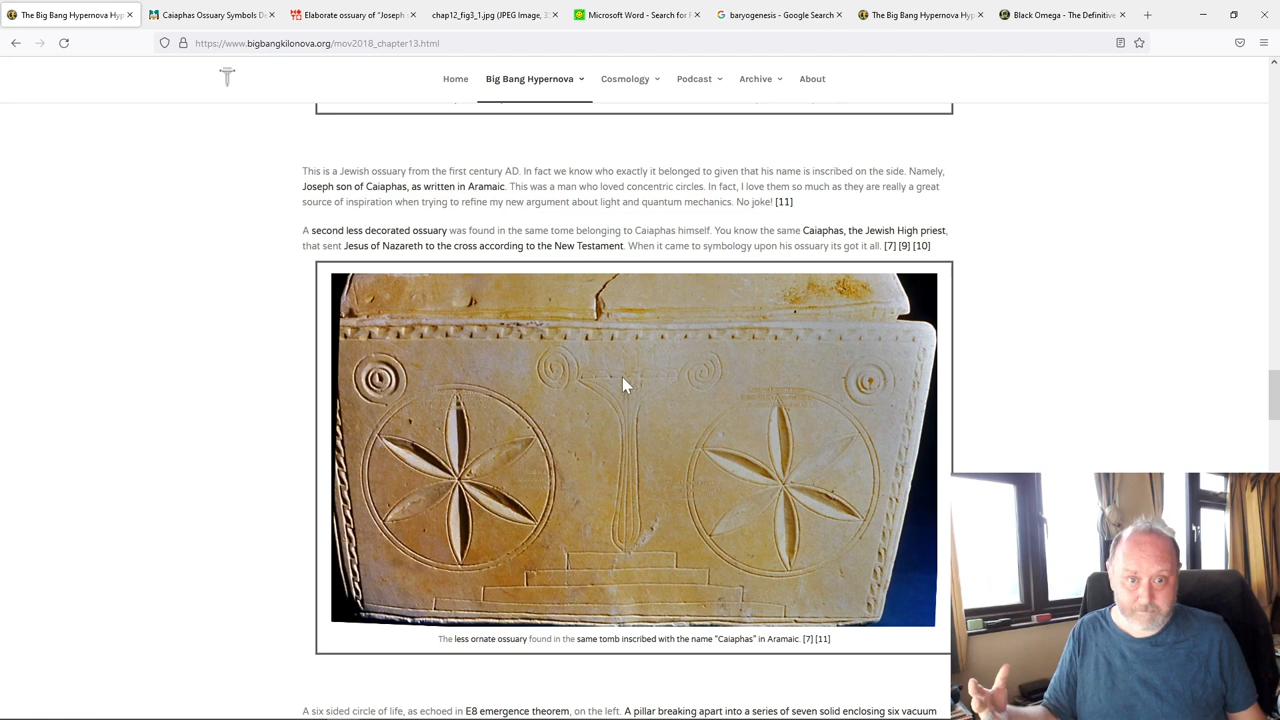 The Big Bang Hypernova Hyp
Caiaphas Ossuary Symbols De
Elaborate ossuary of "Joseph
chap12_fig3_1.jpg (JPEG Image, 3
Microsoft Word - Search for F
baryogenesis - Google Search
The Big Bang Hypernova Hyp
Black Omega - The Definitive
https://www.bigbangkilonova.org/mov2018_chapter13.html
Home
Big Bang Hypernova
Cosmology
Podcast
Archive
About
This is a Jewish ossuary from the first century AD. In fact we know who exactly it belonged to given that his name is inscribed on the side. Namely,
Joseph son of Caiaphas, as written in Aramaic. This was a man who loved concentric circles. In fact, I love them so much as they are really a great
source of inspiration when trying to refine my new argument about light and quantum mechanics. No joke! [11]
A second less decorated ossuary was found in the same tome belonging to Caiaphas himself. You know the same Caiaphas, the Jewish High priest,
that sent Jesus of Nazareth to the cross according to the New Testament. When it came to symbology upon his ossuary its got it all. [7] [9] [10]
The less ornate ossuary found in the same tomb inscribed with the name "Caiaphas" in Aramaic. [7] [11]
A six sided circle of life, as echoed in E8 emergence theorem, on the left. A pillar breaking apart into a series of seven solid enclosing six vacuum